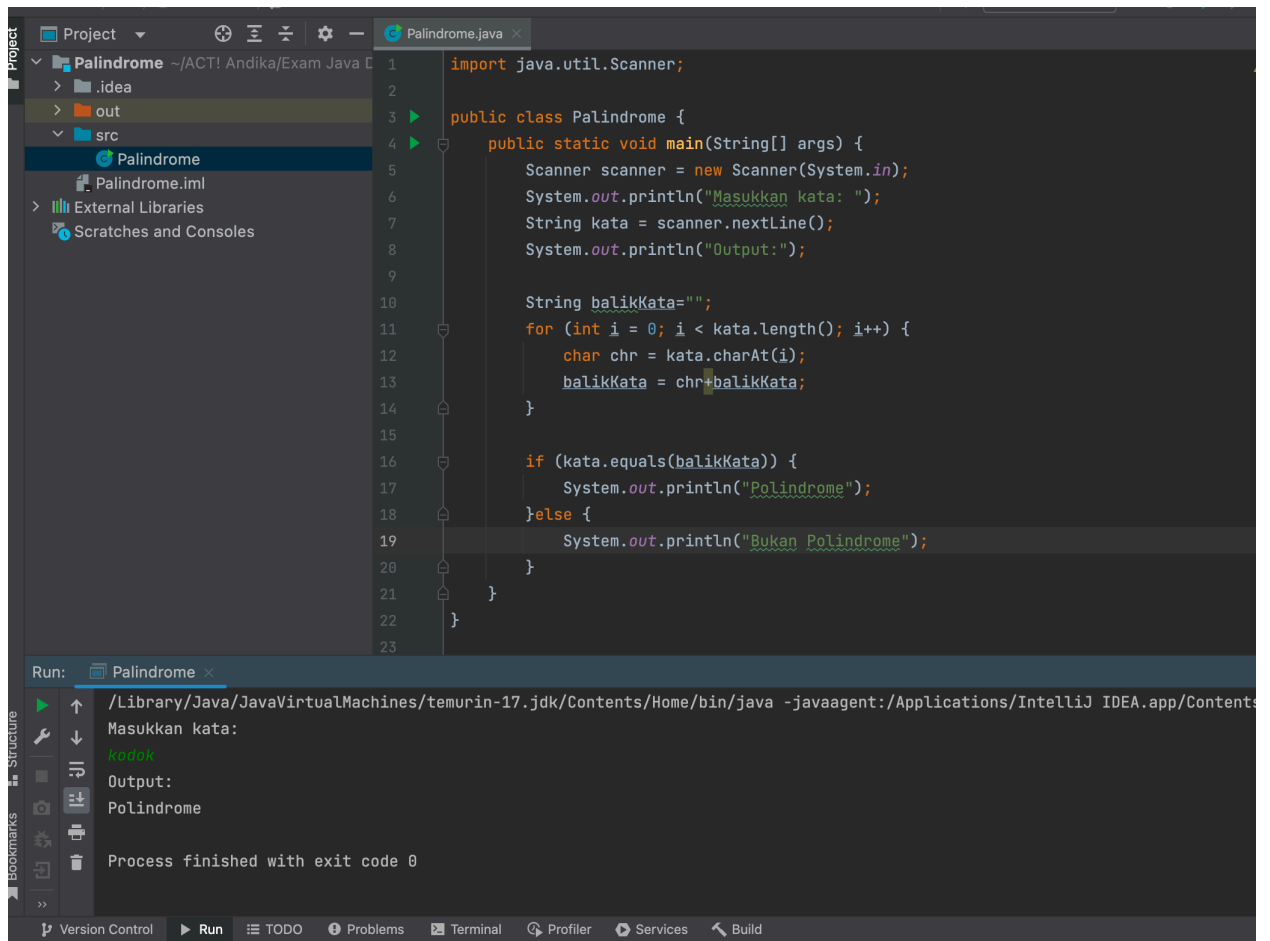 Project
Project
Palindrome.java
Palindrome ~/ACT! Andika/Exam Java D
.idea
out
src
Palindrome
Palindrome.iml
External Libraries
Scratches and Consoles
1 import java.util.Scanner;
2
3 public class Palindrome {
4 public static void main(String[] args) {
5 Scanner scanner = new Scanner(System.in);
6 System.out.println("Masukkan kata: ");
7 String kata = scanner.nextLine();
8 System.out.println("Output:");
9
10 String balikKata="";
11 for (int i = 0; i < kata.length(); i++) {
12 char chr = kata.charAt(i);
13 balikKata = chr+balikKata;
14 }
15
16 if (kata.equals(balikKata)) {
17 System.out.println("Polindrome");
18 }else {
19 System.out.println("Bukan Polindrome");
20 }
21 }
22 }
23
Run: Palindrome
/Library/Java/JavaVirtualMachines/temurin-17.jdk/Contents/Home/bin/java -javaagent:/Applications/IntelliJ IDEA.app/Contents
Masukkan kata:
kodok
Output:
Polindrome
Process finished with exit code 0
Structure
Bookmarks
Version Control Run TODO Problems Terminal Profiler Services Build